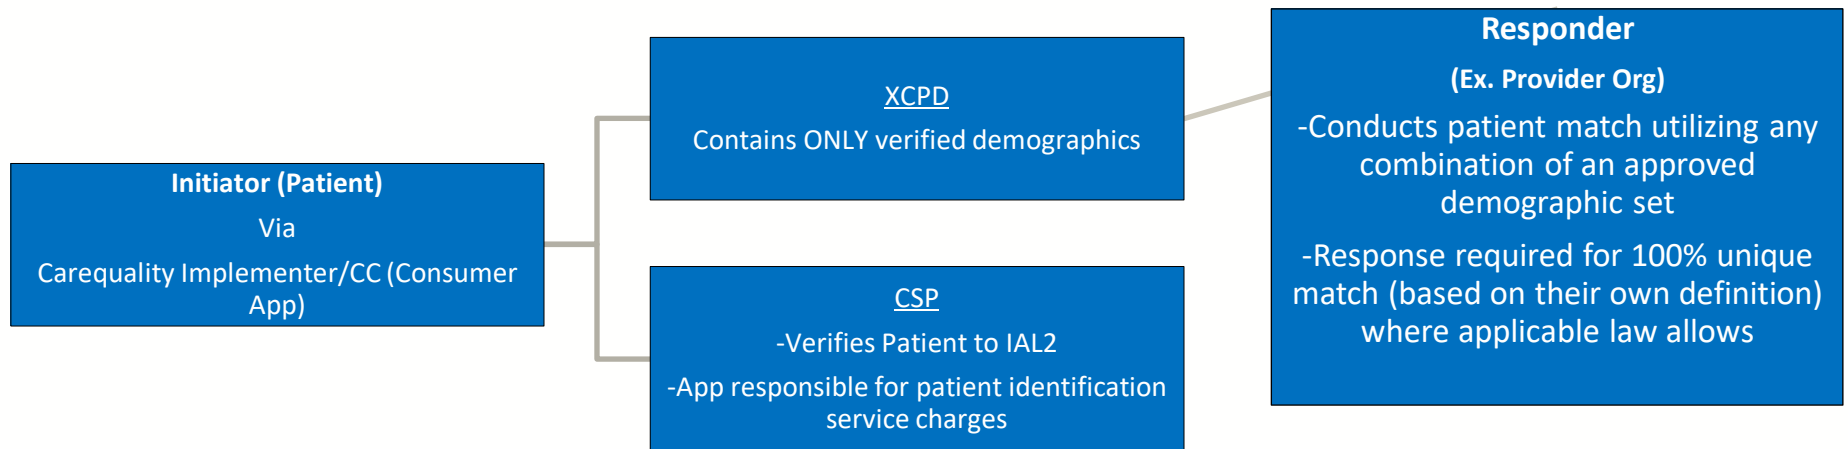 Initiator (Patient)
Via
Carequality Implementer/CC (Consumer
App)
XCPD
Contains ONLY verified demographics
CSP
-Verifies Patient to IAL2
-App responsible for patient identification
service charges
Responder
(Ex. Provider Org)
-Conducts patient match utilizing any
combination of an approved
demographic set
-Response required for 100% unique
match (based on their own definition)
where applicable law allows